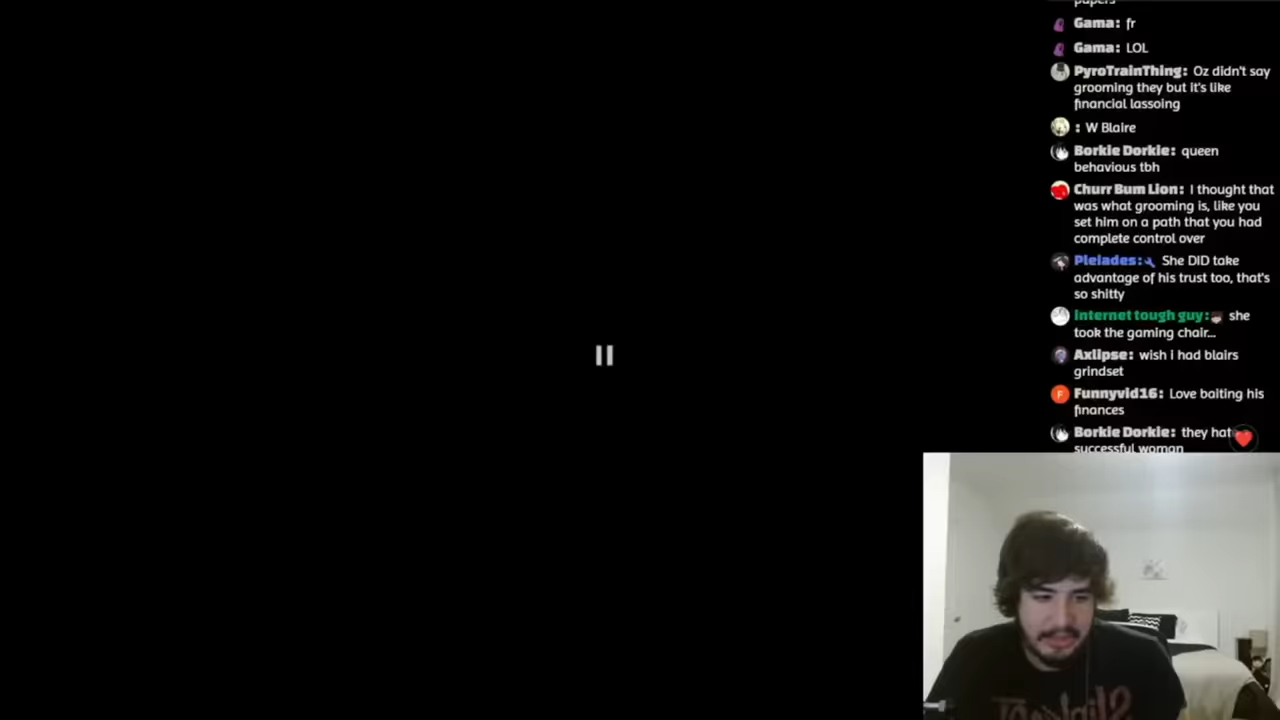 papers
Gama: fr
Gama: LOL
PyroTrainThing: Oz didn't say
grooming they but it's like
financial lassoing
: W Blaire
Borkie Dorkie: queen
behavious tbh
Churr Bum Lion: I thought that
was what grooming is, like you
set him on a path that you had
complete control over
Pleiades: She DID take
advantage of his trust too, that's
so shitty
Internet tough guy: she
took the gaming chair...
Axlipse: wish i had blairs
grindset
F
Funnyvid16: Love baiting his
finances
Borkie Dorkie: they hat
successful woman
Slipknot